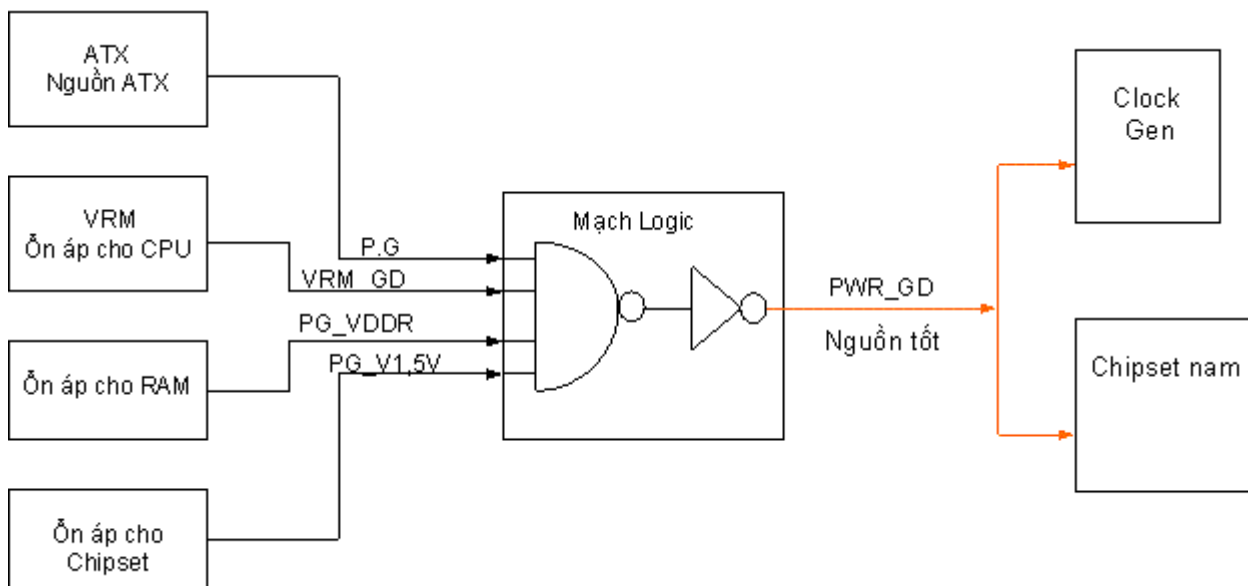 ATX
Nguồn ATX
VRM
Ổn áp cho CPU
Ổn áp cho RAM
Ổn áp cho
Chipset
P.G
VRM_GD
PG_VDDR
PG_V1,5V
Mạch Logic
PWR_GD
Nguồn tốt
Clock
Gen
Chipset nam